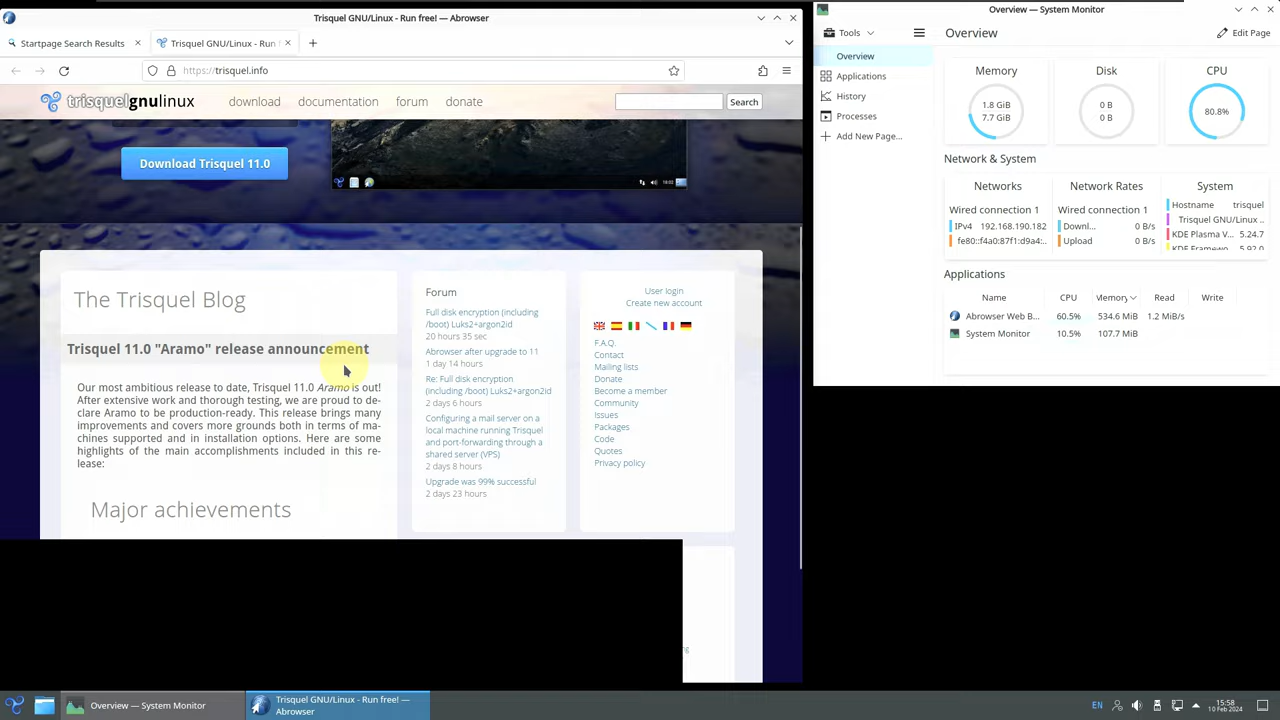 Trisquel GNU/Linux - Run free! — Abrowser
Startpage Search Results
Trisquel GNU/Linux - Run
https://trisquel.info
trisquelgnulinux
download
documentation
forum
donate
Search
Download Trisquel 11.0
18:02
The Trisquel Blog
Trisquel 11.0 "Aramo" release announcement
Our most ambitious release to date, Trisquel 11.0 Aramo is out!
After extensive work and thorough testing, we are proud to de-
clare Aramo to be production-ready. This release brings many
improvements and covers more grounds both in terms of ma-
chines supported and in installation options. Here are some
highlights of the main accomplishments included in this re-
lease:
Major achievements
Forum
Full disk encryption (including
/boot) Luks2+argon2id
20 hours 35 sec
Abrowser after upgrade to 11
1 day 14 hours
Re: Full disk encryption
(including /boot) Luks2+argon2id
2 days 6 hours
Configuring a mail server on a
local machine running Trisquel
and port-forwarding through a
shared server (VPS)
2 days 8 hours
Upgrade was 99% successful
2 days 23 hours
User login
Create new account
F.A.Q.
Contact
Mailing lists
Donate
Become a member
Community
Issues
Packages
Code
Quotes
Privacy policy
Overview — System Monitor
Tools
Overview
Edit Page
Overview
Applications
History
Processes
Add New Page...
Memory
1.8 GiB
7.7 GiB
Disk
0 B
0 B
CPU
80.8%
Network & System
Networks
Wired connection 1
IPv4 192.168.190.182
fe80::f4a0:87f1:d9a4:..
Network Rates
Wired connection 1
Downl... 0 B/s
Upload 0 B/s
System
Hostname trisquel
Trisquel GNU/Linux ..
KDE Plasma V... 5.24.7
KDE Framewo... 5.92.0
Applications
Name CPU Memory Read Write
Abrowser Web B... 60.5% 534.6 MiB 1.2 MiB/s
System Monitor 10.5% 107.7 MiB
Overview — System Monitor
Trisquel GNU/Linux - Run free! —
Abrowser
EN
15:58
10 Feb 2024